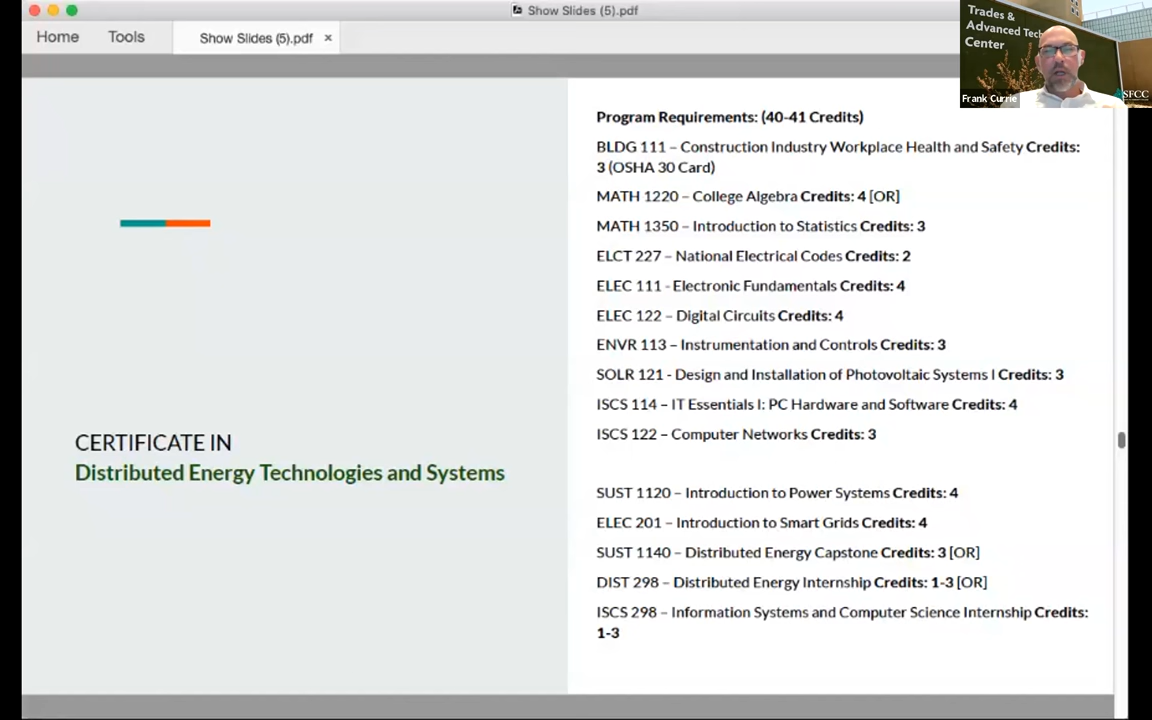 Show Slides (5).pdf
Home Tools Show Slides (5).pdf ×
Trades &
Advanced Tech
Center
Frank Currie
SFCC
Program Requirements: (40-41 Credits)
BLDG 111 – Construction Industry Workplace Health and Safety Credits:
3 (OSHA 30 Card)
MATH 1220 – College Algebra Credits: 4 [OR]
MATH 1350 – Introduction to Statistics Credits: 3
ELCT 227 – National Electrical Codes Credits: 2
ELEC 111 - Electronic Fundamentals Credits: 4
ELEC 122 – Digital Circuits Credits: 4
ENVR 113 – Instrumentation and Controls Credits: 3
SOLR 121 - Design and Installation of Photovoltaic Systems I Credits: 3
ISCS 114 – IT Essentials I: PC Hardware and Software Credits: 4
ISCS 122 – Computer Networks Credits: 3
SUST 1120 – Introduction to Power Systems Credits: 4
ELEC 201 – Introduction to Smart Grids Credits: 4
SUST 1140 – Distributed Energy Capstone Credits: 3 [OR]
DIST 298 – Distributed Energy Internship Credits: 1-3 [OR]
ISCS 298 – Information Systems and Computer Science Internship Credits:
1-3
CERTIFICATE IN
Distributed Energy Technologies and Systems